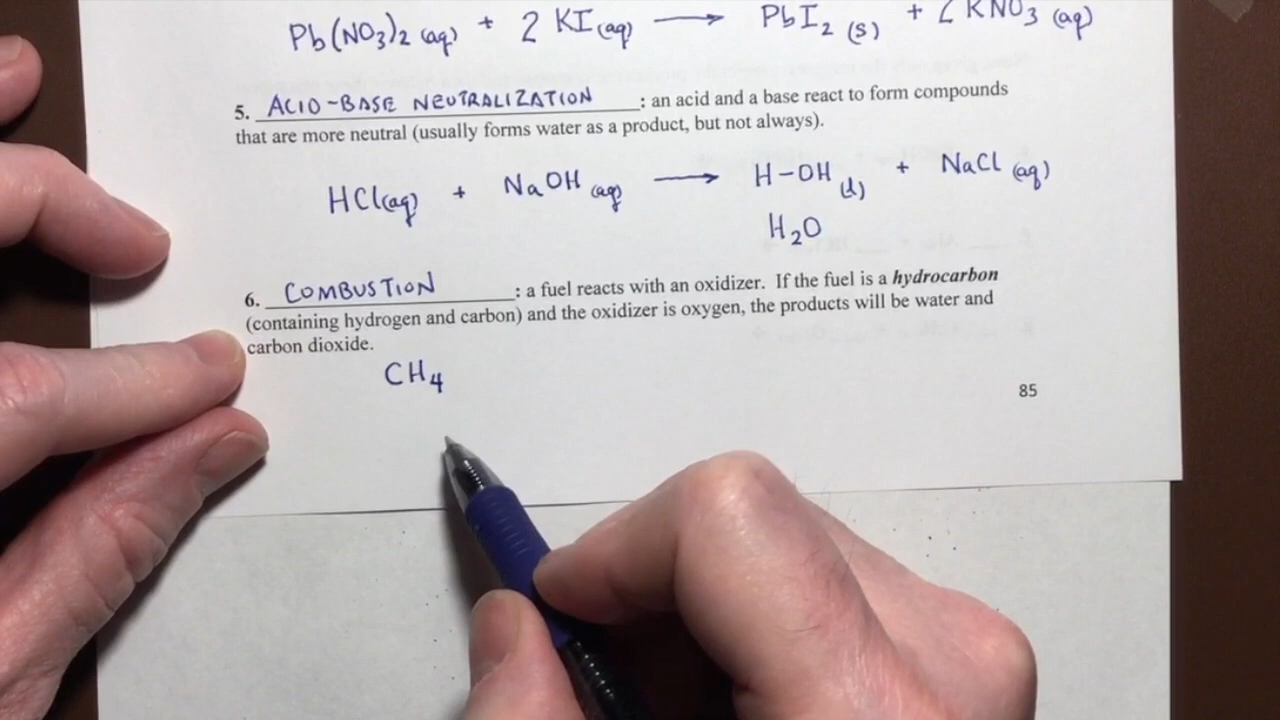 Pb(NO3)2 (aq) + 2 KI (aq) → PbI2 (s) + 2 KNO3 (aq)
5. ACID-BASE NEUTRALIZATION : an acid and a base react to form compounds
that are more neutral (usually forms water as a product, but not always).
HCl(aq) + NaOH (aq) → H-OH (l) + NaCl (aq)
H2O
6. COMBUSTION : a fuel reacts with an oxidizer. If the fuel is a hydrocarbon
(containing hydrogen and carbon) and the oxidizer is oxygen, the products will be water and
carbon dioxide.
CH4
85